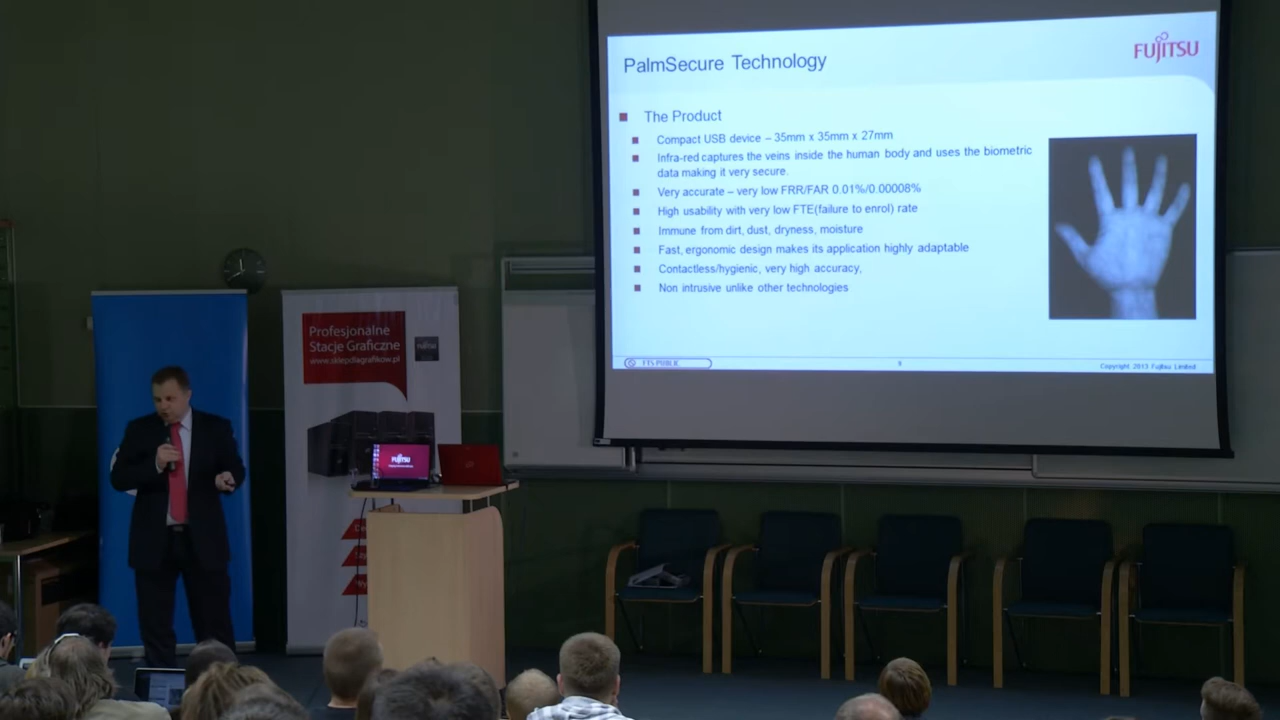 PalmSecure Technology
FUJITSU
The Product
Compact USB device – 35mm x 35mm x 27mm
Infra-red captures the veins inside the human body and uses the biometric
data making it very secure.
Very accurate – very low FRR/FAR 0.01%/0.00008%
High usability with very low FTE(failure to enrol) rate
Immune from dirt, dust, dryness, moisture
Fast, ergonomic design makes its application highly adaptable
Contactless/hygienic, very high accuracy,
Non intrusive unlike other technologies
FTS PUBLIC
Copyright 2013 Fujitsu Limited
Profesjonalne
Stacje Graficzne
www.sklepdlagrafikow.pl
FUJITSU